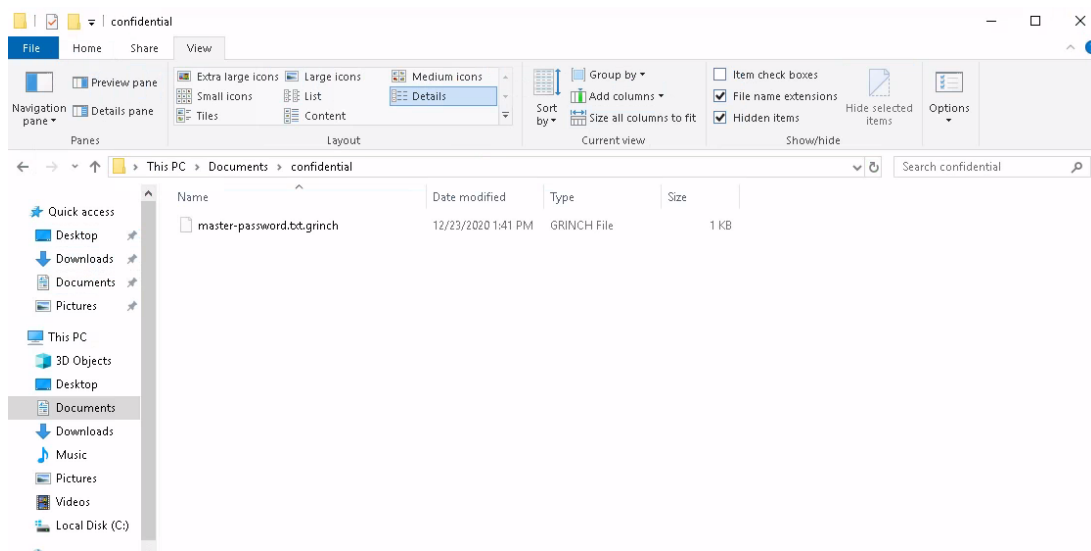 confidential
File Home Share View
Navigation pane
Preview pane
Details pane
Panes
Extra large icons Large icons Medium icons
Small icons List Details
Tiles Content
Layout
Sort by
Group by
Add columns
Size all columns to fit
Current view
Item check boxes
File name extensions
Hidden items
Hide selected items
Show/hide
Options
This PC > Documents > confidential
Search confidential
Name Date modified Type Size
master-password.txt.grinch 12/23/2020 1:41 PM GRINCH File 1 KB
Quick access
Desktop
Downloads
Documents
Pictures
This PC
3D Objects
Desktop
Documents
Downloads
Music
Pictures
Videos
Local Disk (C:)